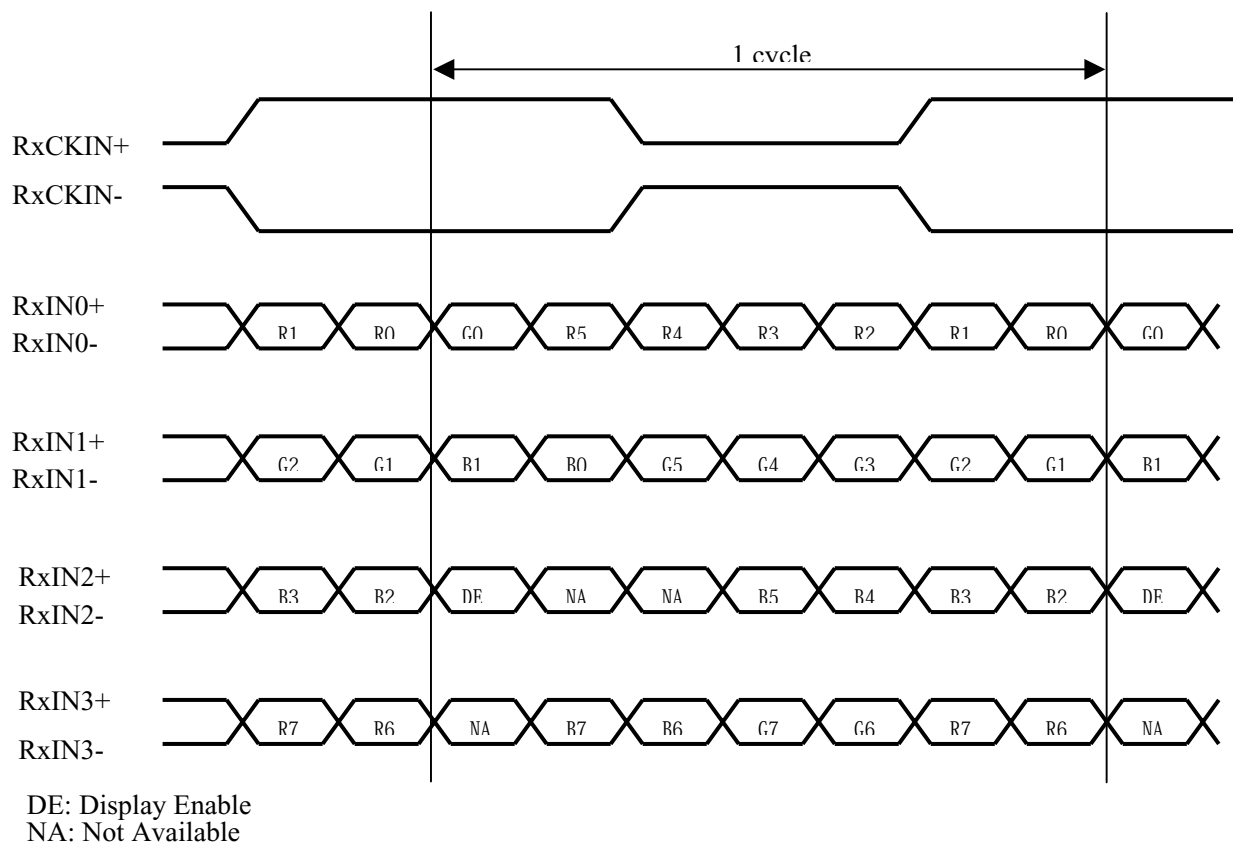 1 cycle
RxCKIN+
RxCKIN-
RxIN0+
RxIN0-
R1 R0 G0 R5 R4 R3 R2 R1 R0 G0
RxIN1+
RxIN1-
G2 G1 B1 B0 G5 G4 G3 G2 G1 B1
RxIN2+
RxIN2-
B3 B2 DE NA NA B5 B4 B3 B2 DE
RxIN3+
RxIN3-
R7 R6 NA B7 B6 G7 G6 R7 R6 NA
DE: Display Enable
NA: Not Available